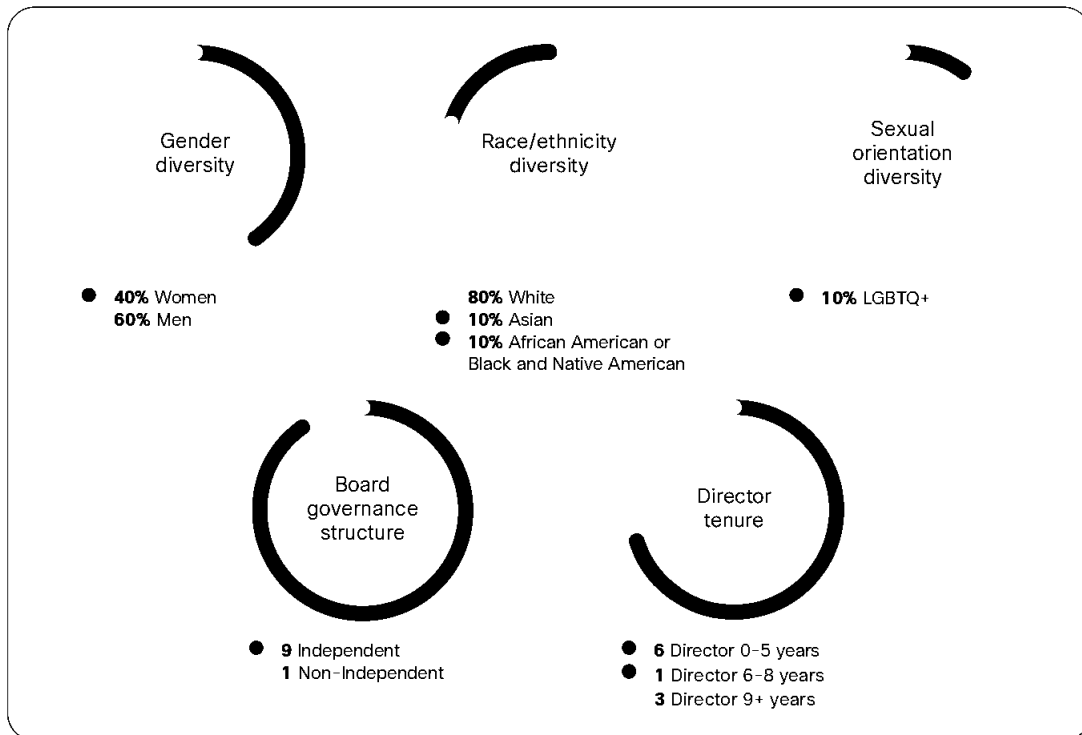 Gender
diversity
Race/ethnicity
diversity
Sexual
orientation
diversity
40% Women
60% Men
80% White
10% Asian
10% African American or
Black and Native American
10% LGBTQ+
Board
governance
structure
Director
tenure
9 Independent
1 Non-Independent
6 Director 0-5 years
1 Director 6-8 years
3 Director 9+ years